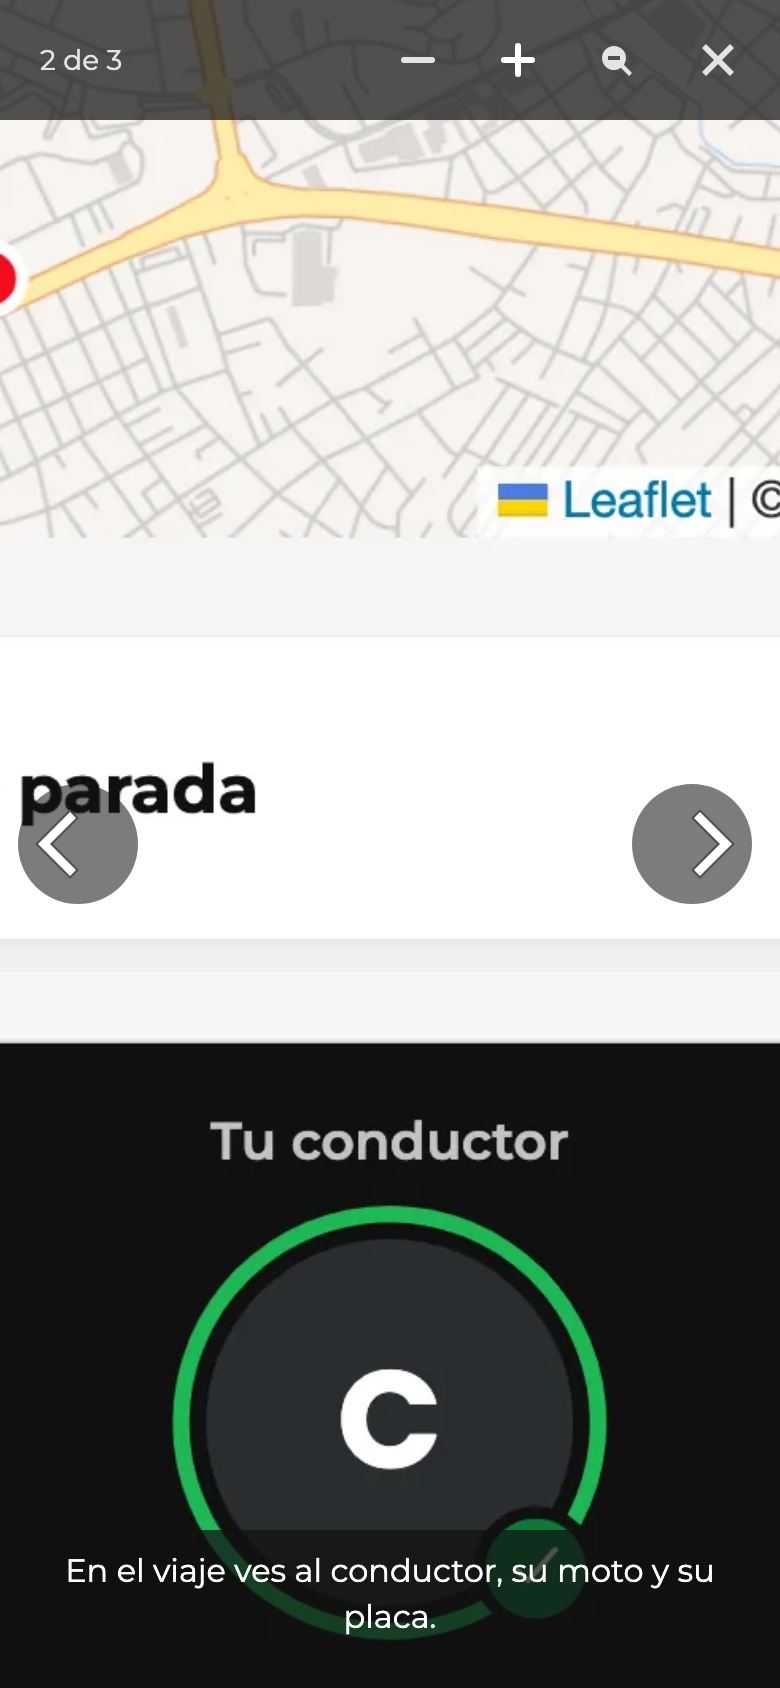 2 de 3
Leaflet | ©
parada
Tu conductor
C
En el viaje ves al conductor, su moto y su
placa.